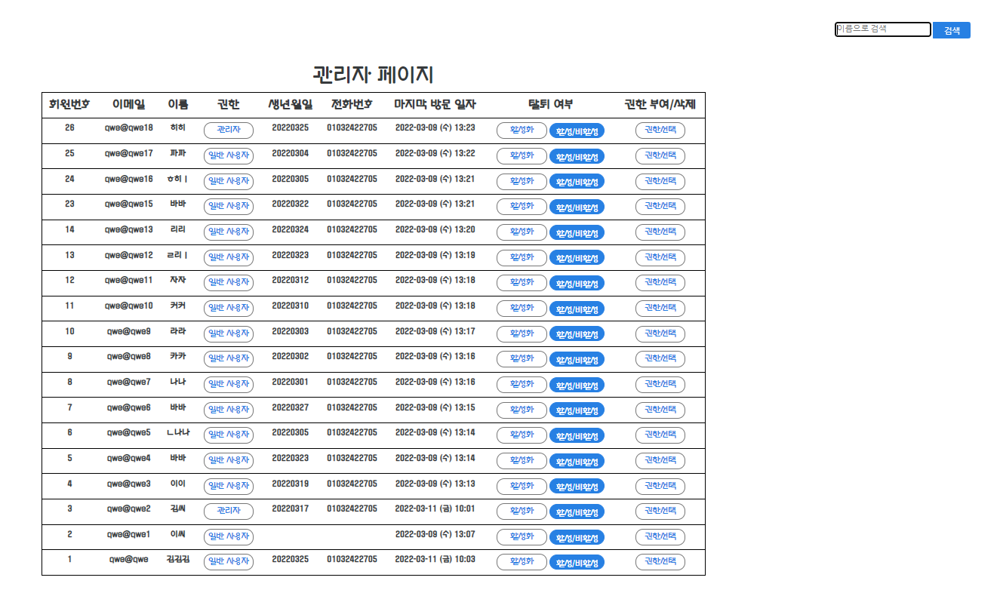 이름으로 검색 검색
관리자 페이지
회원번호 이메일 이름 권한 생년월일 전화번호 마지막 방문 일자 탈퇴 여부 권한 부여/삭제
26 qwe@qwe18 히히 관리자 20220325 01032422705 2022-03-09 (수) 13:23 활성화 활성/비활성 권한선택
25 qwe@qwe17 파파 일반 사용자 20220304 01032422705 2022-03-09 (수) 13:22 활성화 활성/비활성 권한선택
24 qwe@qwe16 ㅎ히ㅣ 일반 사용자 20220305 01032422705 2022-03-09 (수) 13:21 활성화 활성/비활성 권한선택
23 qwe@qwe15 바바 일반 사용자 20220322 01032422705 2022-03-09 (수) 13:21 활성화 활성/비활성 권한선택
14 qwe@qwe13 리리 일반 사용자 20220324 01032422705 2022-03-09 (수) 13:20 활성화 활성/비활성 권한선택
13 qwe@qwe12 ㄹ리ㅣ 일반 사용자 20220323 01032422705 2022-03-09 (수) 13:19 활성화 활성/비활성 권한선택
12 qwe@qwe11 자자 일반 사용자 20220312 01032422705 2022-03-09 (수) 13:18 활성화 활성/비활성 권한선택
11 qwe@qwe10 커커 일반 사용자 20220310 01032422705 2022-03-09 (수) 13:18 활성화 활성/비활성 권한선택
10 qwe@qwe9 라라 일반 사용자 20220303 01032422705 2022-03-09 (수) 13:17 활성화 활성/비활성 권한선택
9 qwe@qwe8 카카 일반 사용자 20220302 01032422705 2022-03-09 (수) 13:16 활성화 활성/비활성 권한선택
8 qwe@qwe7 나나 일반 사용자 20220301 01032422705 2022-03-09 (수) 13:16 활성화 활성/비활성 권한선택
7 qwe@qwe6 바바 일반 사용자 20220327 01032422705 2022-03-09 (수) 13:15 활성화 활성/비활성 권한선택
6 qwe@qwe5 ㄴ나나 일반 사용자 20220305 01032422705 2022-03-09 (수) 13:14 활성화 활성/비활성 권한선택
5 qwe@qwe4 바바 일반 사용자 20220323 01032422705 2022-03-09 (수) 13:14 활성화 활성/비활성 권한선택
4 qwe@qwe3 이이 일반 사용자 20220319 01032422705 2022-03-09 (수) 13:13 활성화 활성/비활성 권한선택
3 qwe@qwe2 김씨 관리자 20220317 01032422705 2022-03-11 (금) 10:01 활성화 활성/비활성 권한선택
2 qwe@qwe1 이씨 일반 사용자 2022-03-09 (수) 13:07 활성화 활성/비활성 권한선택
1 qwe@qwe 김김김 일반 사용자 20220325 01032422705 2022-03-11 (금) 10:03 활성화 활성/비활성 권한선택